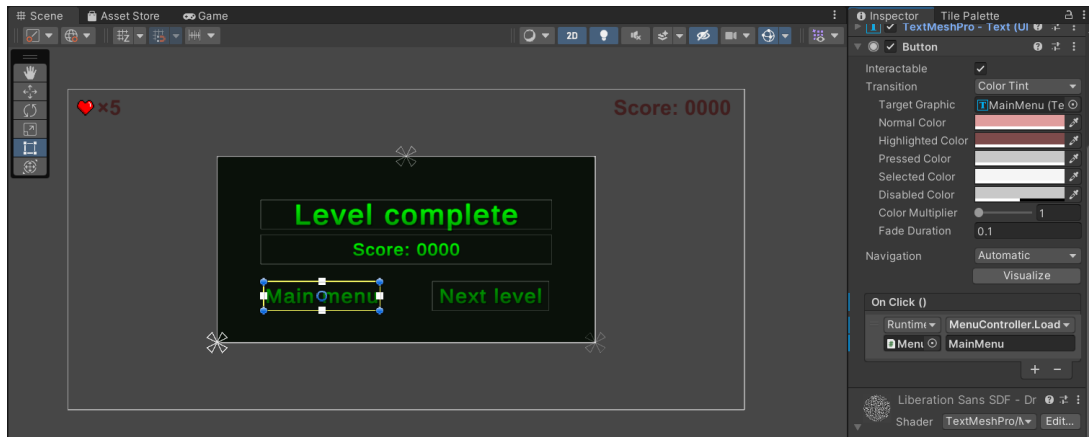 Scene
Asset Store
Game
2D
×5
Score: 0000
Level complete
Score: 0000
Main menu
Next level
Inspector
Tile Palette
TextMeshPro - Text (UI
Button
Interactable
Transition
Color Tint
Target Graphic
MainMenu (Te
Normal Color
Highlighted Color
Pressed Color
Selected Color
Disabled Color
Color Multiplier
1
Fade Duration
0.1
Navigation
Automatic
Visualize
On Click ()
Runtime
MenuController.Load
Menu
MainMenu
Liberation Sans SDF - Dr
Shader
TextMeshPro/M
Edit...